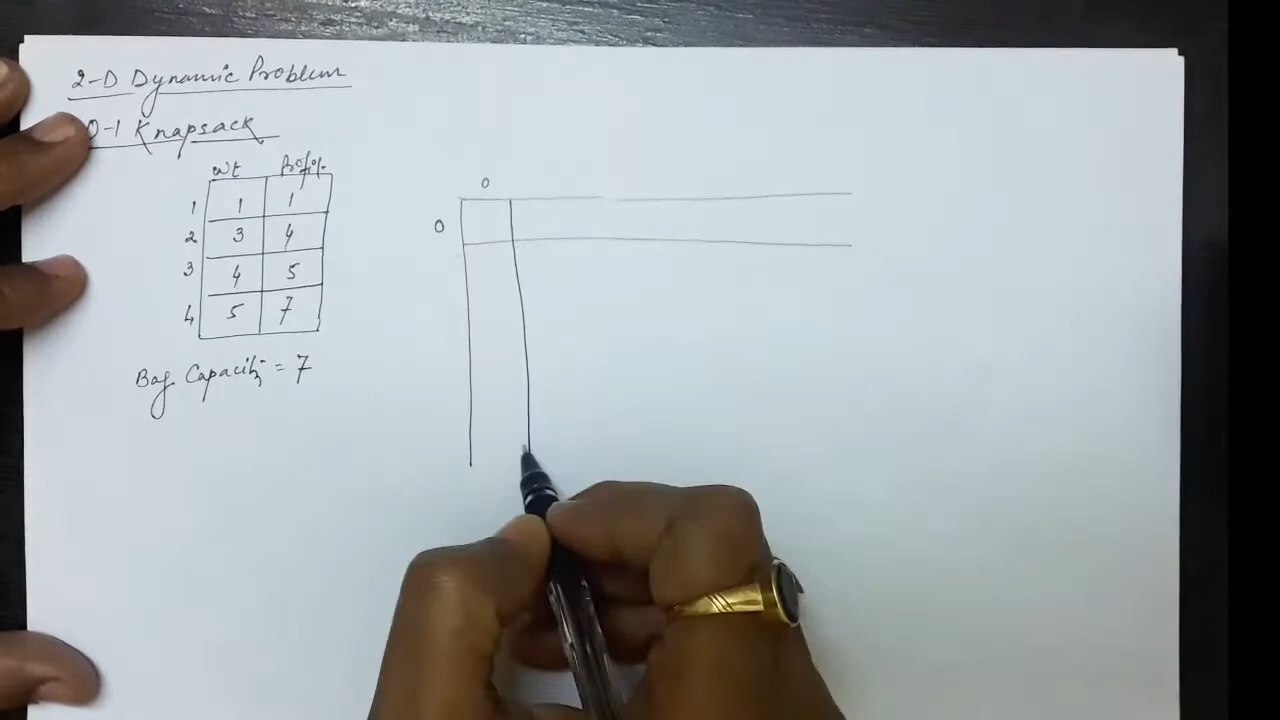 2-D Dynamic Problem
0-1 Knapsack
Wt Profit
1 1 1
2 3 4
3 4 5
4 5 7
Bag Capacity = 7
0
0